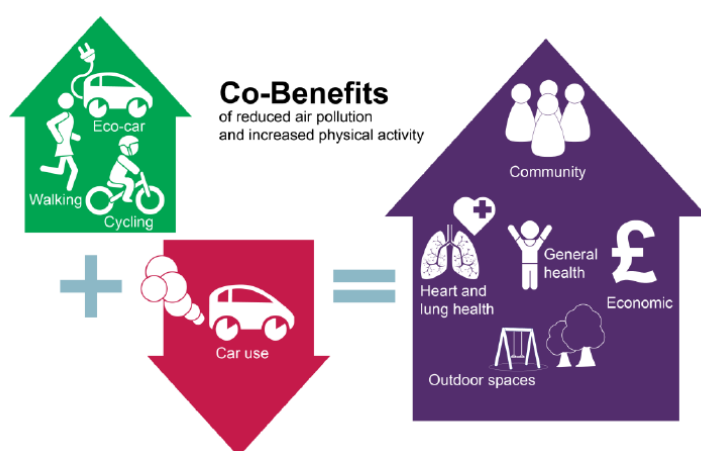 Co-Benefits
of reduced air pollution
and increased physical activity
Eco-car
Walking
Cycling
+
Car use
=
Community
Heart and
lung health
General
health
£
Economic
Outdoor spaces